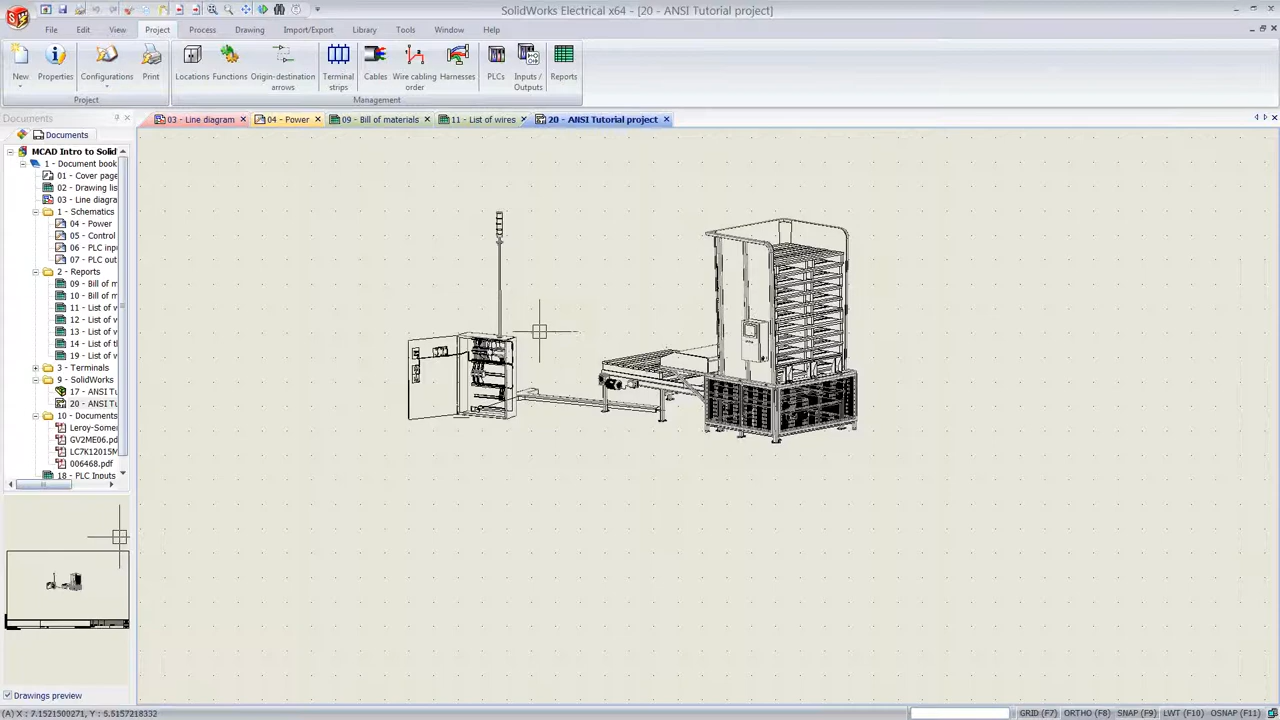 SolidWorks Electrical x64 - [20 - ANSI Tutorial project]
File Edit View Project Process Drawing Import/Export Library Tools Window Help
New Properties Configurations Print Locations Functions Origin-destination arrows Terminal strips Cables Wire cabling order Harnesses PLCs Inputs / Outputs Reports
Project Management
Documents
03 - Line diagram 04 - Power 09 - Bill of materials 11 - List of wires 20 - ANSI Tutorial project
Documents
MCAD Intro to Solid
1 - Document book
01 - Cover page
02 - Drawing lis
03 - Line diagra
1 - Schematics
04 - Power
05 - Control
06 - PLC inpu
07 - PLC out
2 - Reports
09 - Bill of m
10 - Bill of m
11 - List of v
12 - List of v
13 - List of v
14 - List of t
19 - List of v
3 - Terminals
9 - SolidWorks
17 - ANSI Tu
20 - ANSI Tu
10 - Documents
Leroy-Somer
GV2ME06.pd
LC7K12015M
006468.pdf
18 - PLC Inputs
Drawings preview
(A) X : 7.1521500271, Y : 5.5157218332
GRID (F7) ORTHO (F8) SNAP (F9) LWT (F10) OSNAP (F11)